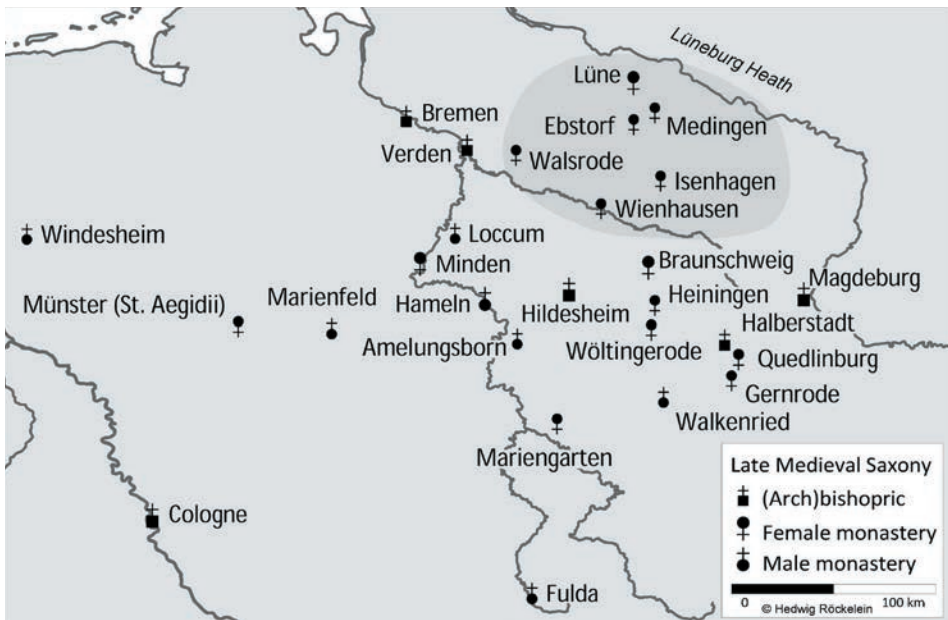 Lüneburg Heath
Lüne
Bremen
Ebstorf
Medingen
Verden
Walsrode
Isenhagen
Wienhausen
Windesheim
Loccum
Minden
Braunschweig
Magdeburg
Münster (St. Aegidii)
Marienfeld
Hameln
Hildesheim
Heiningen
Halberstadt
Amelungsborn
Wöltingerode
Quedlinburg
Gernrode
Walkenried
Mariengarten
Cologne
Fulda
Late Medieval Saxony
(Arch)bishopric
Female monastery
Male monastery
0 100 km
© Hedwig Röckelein